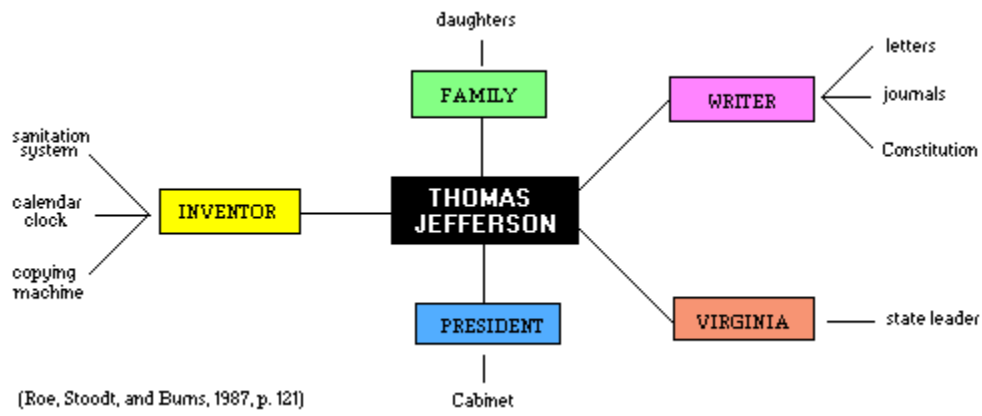 daughters
FAMILY
WRITER
letters
journals
Constitution
sanitation
system
calendar
clock
copying
machine
INVENTOR
THOMAS
JEFFERSON
PRESIDENT
Cabinet
VIRGINIA
state leader
(Roe, Stoodt, and Burns, 1987, p. 121)